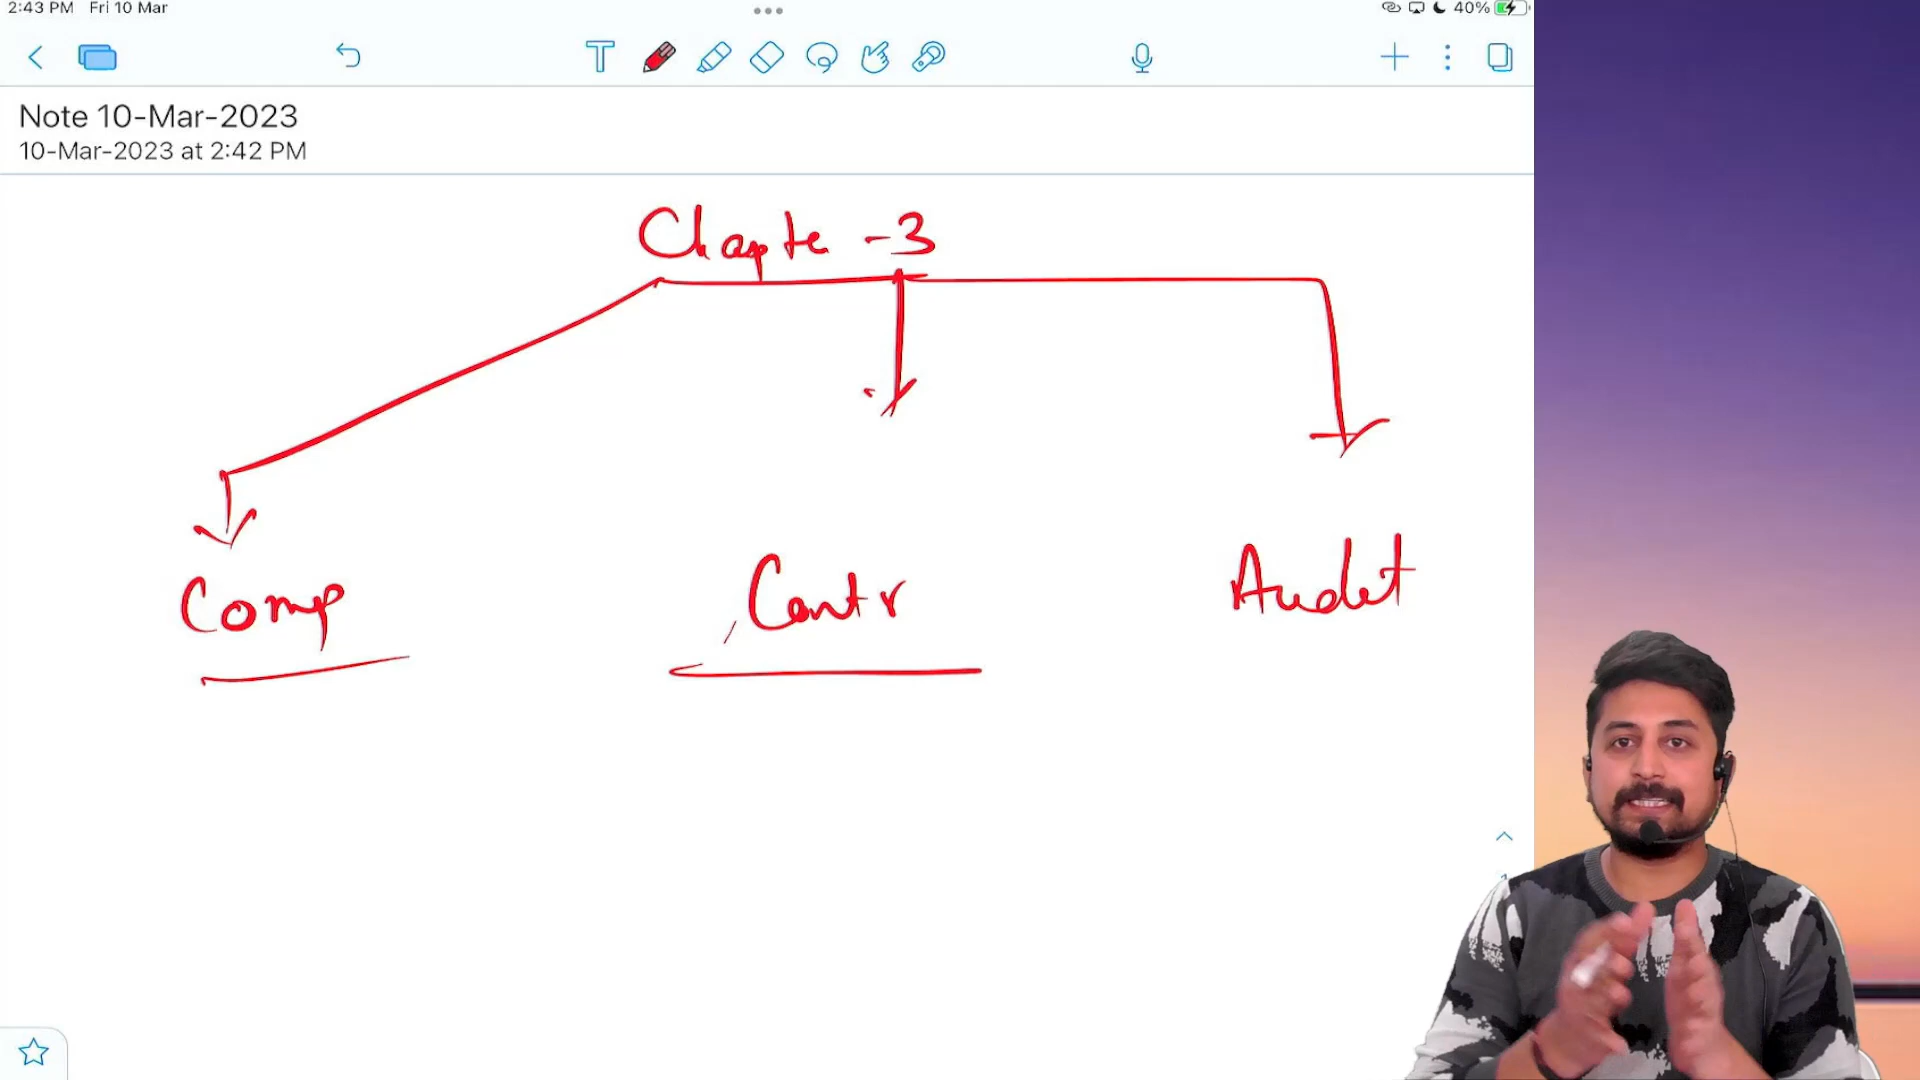 2:43 PM Fri 10 Mar 40%
Note 10-Mar-2023
10-Mar-2023 at 2:42 PM
Chapte -3
Comp Contr Audit